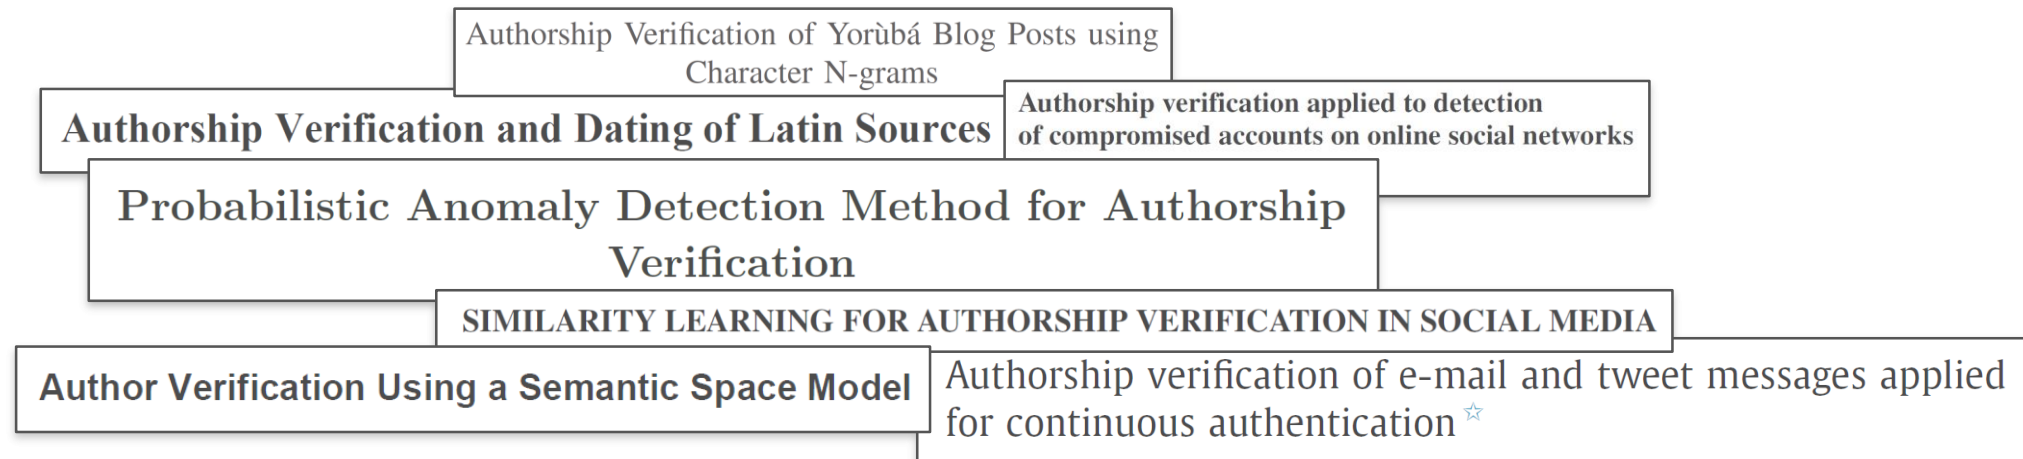 Authorship Verification of Yorùbá Blog Posts using
Character N-grams
Authorship Verification and Dating of Latin Sources
Authorship verification applied to detection
of compromised accounts on online social networks
Probabilistic Anomaly Detection Method for Authorship
Verification
SIMILARITY LEARNING FOR AUTHORSHIP VERIFICATION IN SOCIAL MEDIA
Author Verification Using a Semantic Space Model
Authorship verification of e-mail and tweet messages applied
for continuous authentication ☆